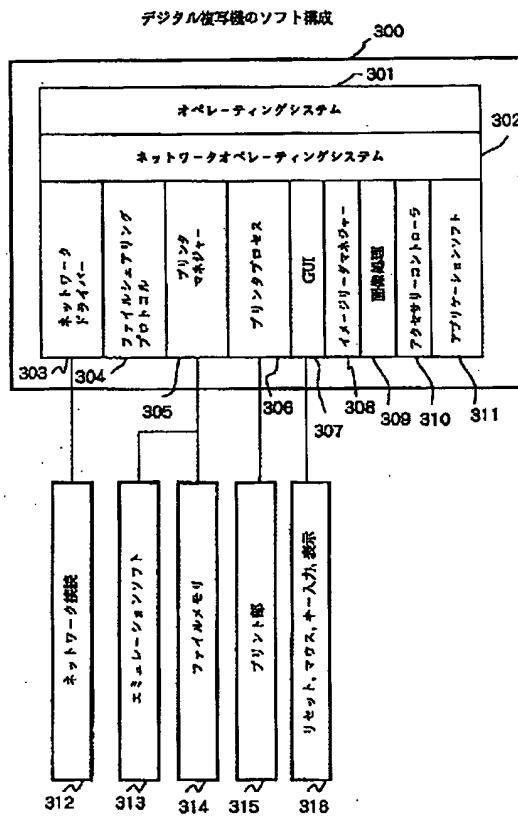 デジタル複写機のソフト構成
300
301
オペレーティングシステム
302
ネットワークオペレーティングシステム
ネットワーク
ドライバー
ファイルシェアリング
プロトコル
プリンタ
マネジャー
プリンタプロセス
GUI
イメージリーダマネジャー
画像処理
アクセサリーコントローラ
アプリケーションソフト
303
304
305
306
307
308
309
310
311
ネットワーク接続
エミュレーションソフト
ファイルメモリ
プリント部
リセット、マウス、キー入力、表示
312
313
314
315
318